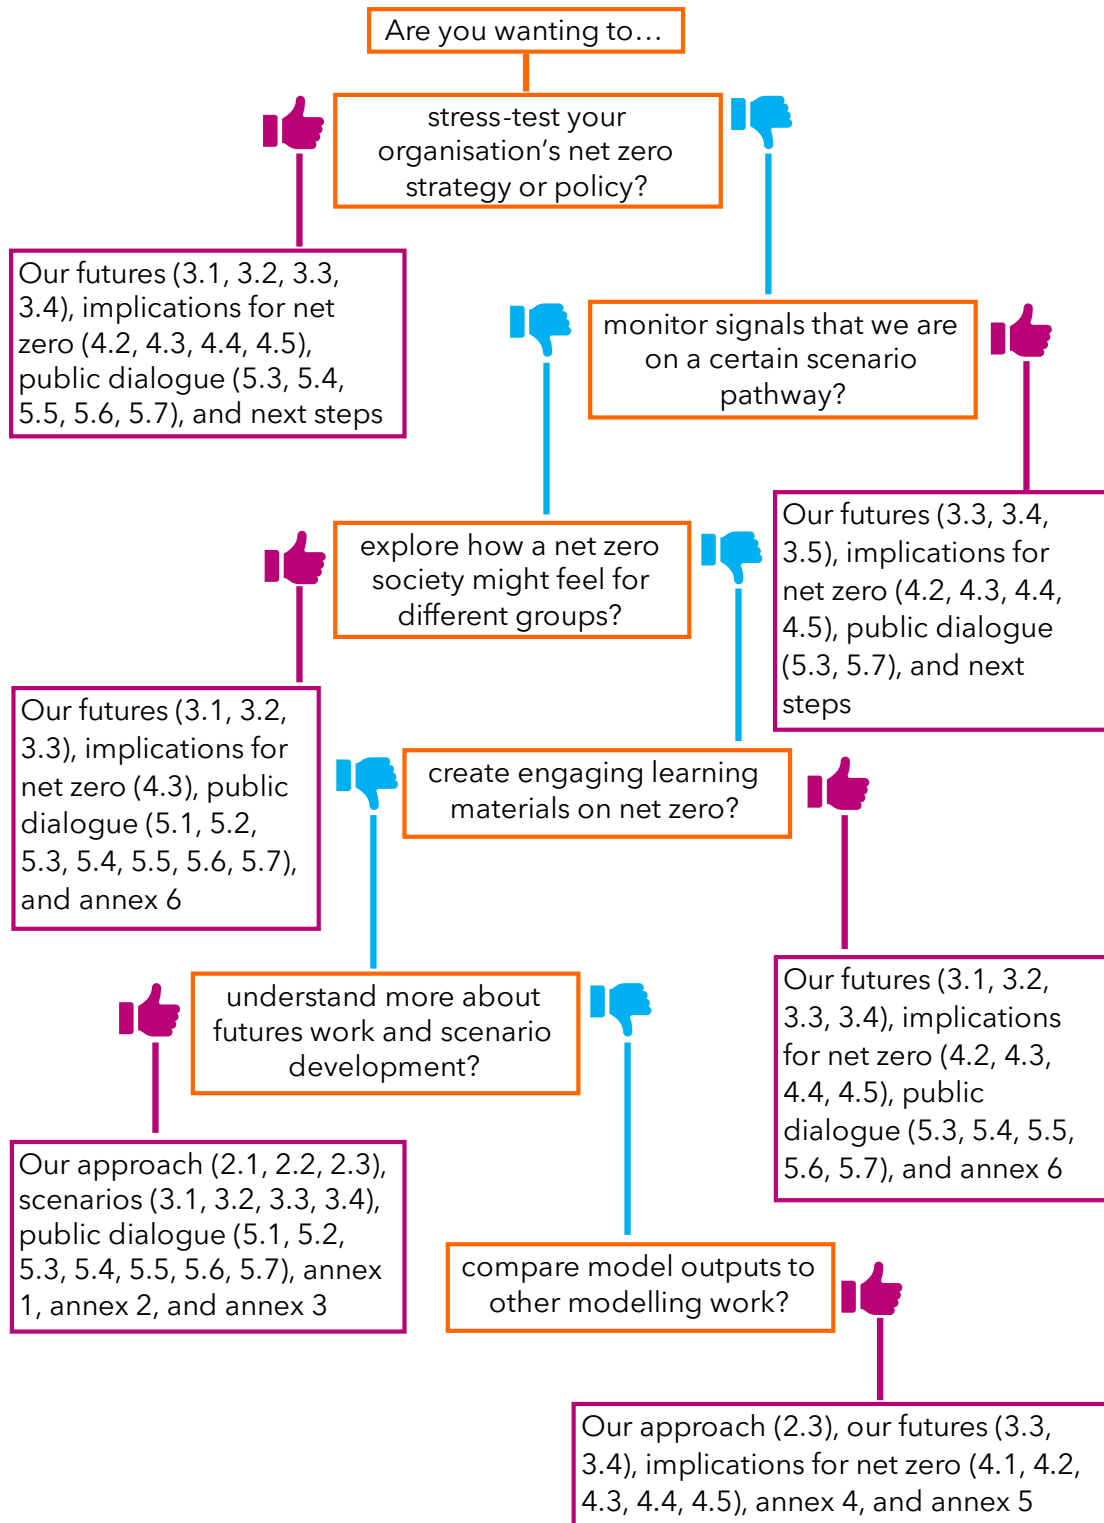 Are you wanting to…
stress-test your
organisation’s net zero
strategy or policy?
Our futures (3.1, 3.2, 3.3,
3.4), implications for net
zero (4.2, 4.3, 4.4, 4.5),
public dialogue (5.3, 5.4,
5.5, 5.6, 5.7), and next steps
monitor signals that we are
on a certain scenario
pathway?
Our futures (3.3, 3.4,
3.5), implications for
net zero (4.2, 4.3, 4.4,
4.5), public dialogue
(5.3, 5.7), and next
steps
explore how a net zero
society might feel for
different groups?
Our futures (3.1, 3.2,
3.3), implications for
net zero (4.3), public
dialogue (5.1, 5.2,
5.3, 5.4, 5.5, 5.6, 5.7),
and annex 6
create engaging learning
materials on net zero?
Our futures (3.1, 3.2,
3.3, 3.4), implications
for net zero (4.2, 4.3,
4.4, 4.5), public
dialogue (5.3, 5.4, 5.5,
5.6, 5.7), and annex 6
understand more about
futures work and scenario
development?
Our approach (2.1, 2.2, 2.3),
scenarios (3.1, 3.2, 3.3, 3.4),
public dialogue (5.1, 5.2,
5.3, 5.4, 5.5, 5.6, 5.7), annex
1, annex 2, and annex 3
compare model outputs to
other modelling work?
Our approach (2.3), our futures (3.3,
3.4), implications for net zero (4.1, 4.2,
4.3, 4.4, 4.5), annex 4, and annex 5